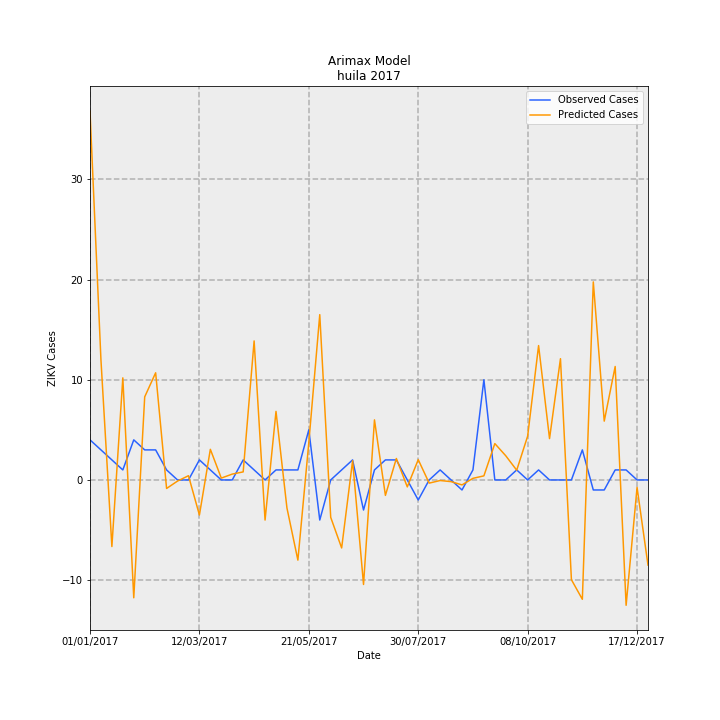 Arimax Model
huila 2017
Observed Cases
Predicted Cases
ZIKV Cases
30
20
10
0
−10
01/01/2017
12/03/2017
21/05/2017
30/07/2017
08/10/2017
17/12/2017
Date